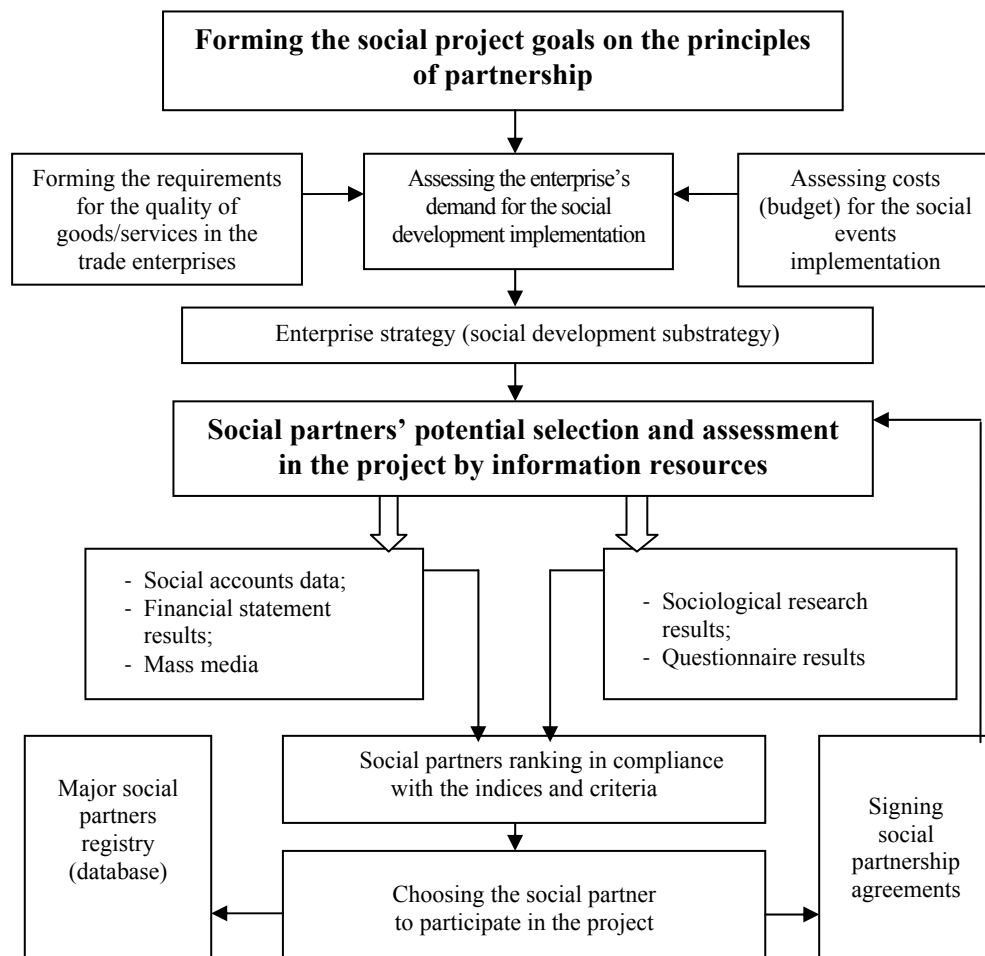 Forming the social project goals on the principles
of partnership
Forming the requirements
for the quality of
goods/services in the
trade enterprises
Assessing the enterprise’s
demand for the social
development implementation
Assessing costs
(budget) for the social
events
implementation
Enterprise strategy (social development substrategy)
Social partners’ potential selection and assessment
in the project by information resources
- Social accounts data;
- Financial statement
results;
- Mass media
- Sociological research
results;
- Questionnaire results
Social partners ranking in compliance
with the indices and criteria
Major social
partners
registry
(database)
Choosing the social partner
to participate in the project
Signing
social
partnership
agreements